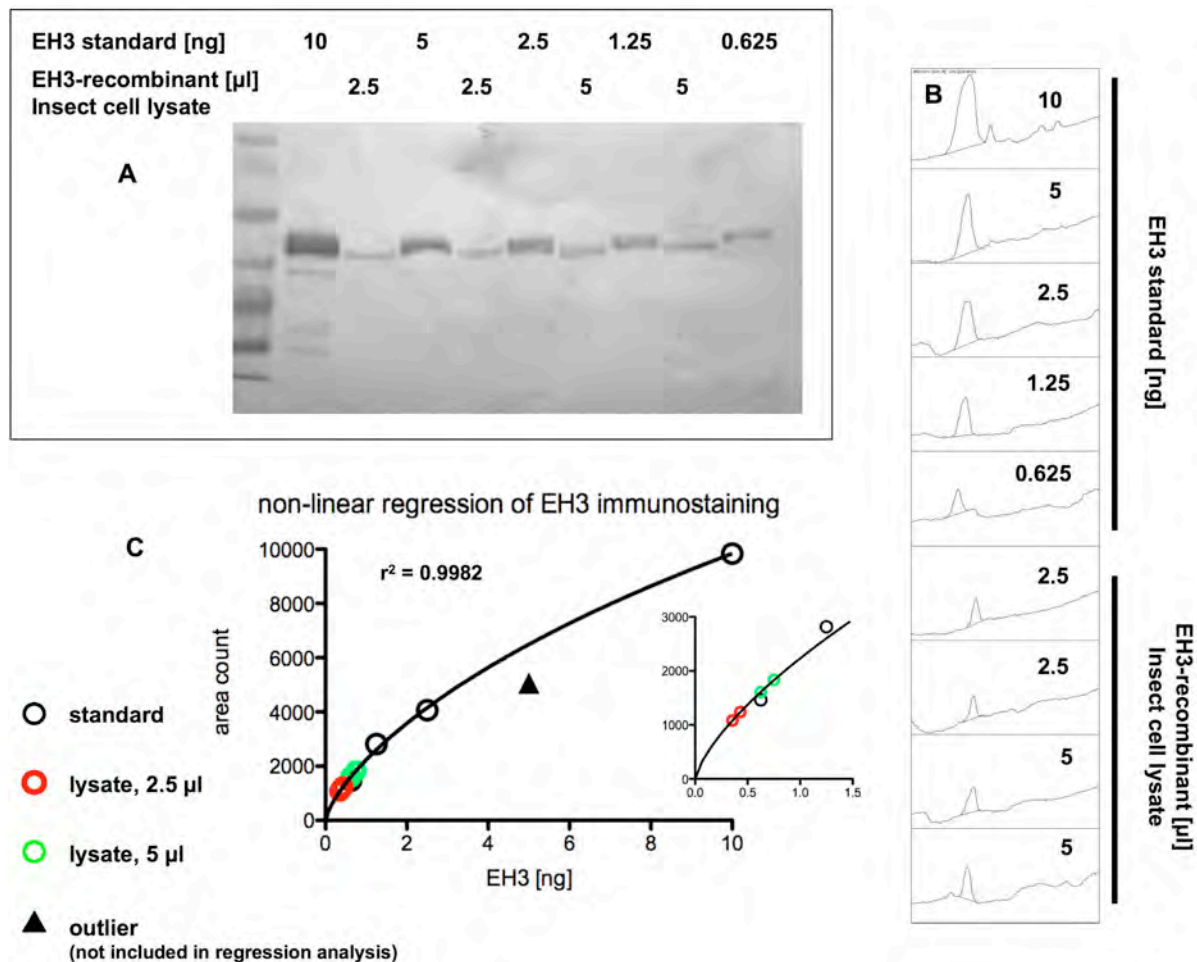 EH3 standard [ng] 10 5 2.5 1.25 0.625
EH3-recombinant [µl]
Insect cell lysate 2.5 2.5 5 5
A
B
10
5
2.5
1.25
0.625
EH3 standard [ng]
2.5
2.5
5
5
EH3-recombinant [µl]
Insect cell lysate
non-linear regression of EH3 immunostaining
C
r² = 0.9982
area count
10000
8000
6000
4000
2000
0
0 2 4 6 8 10
EH3 [ng]
3000
2000
1000
0
0.0 0.5 1.0 1.5
standard
lysate, 2.5 µl
lysate, 5 µl
outlier
(not included in regression analysis)